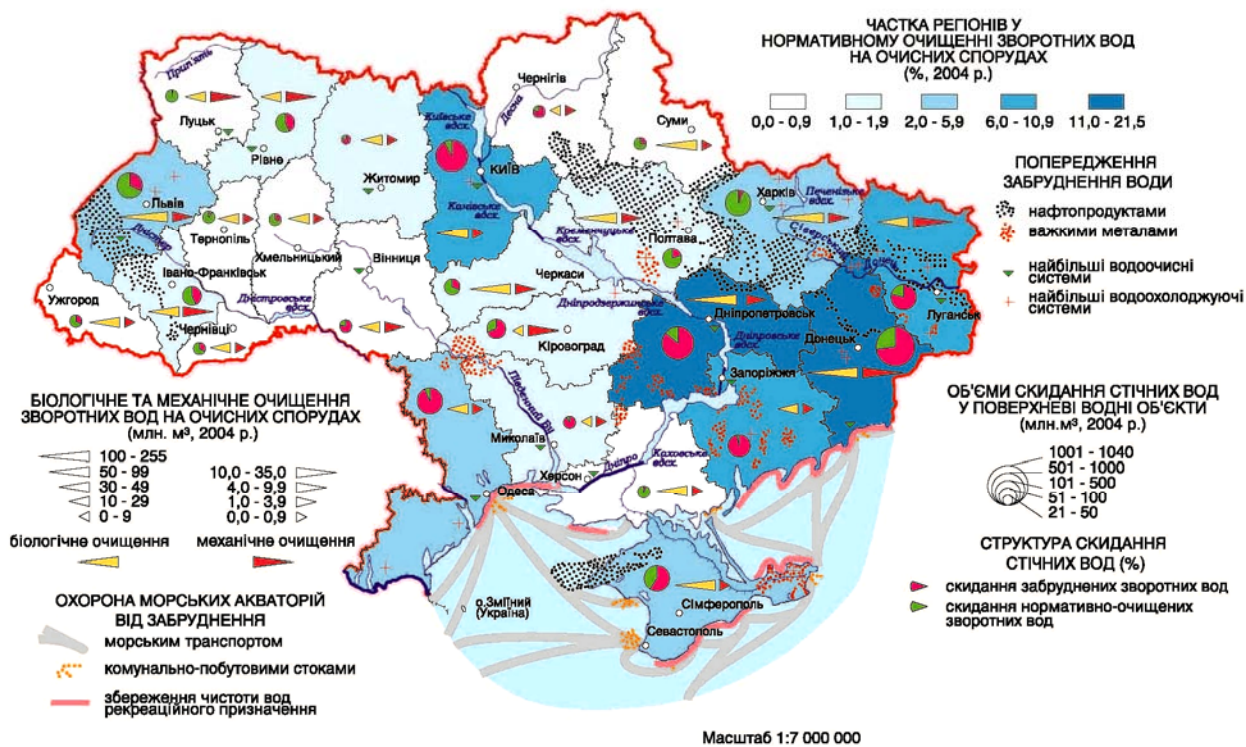 ЧАСТКА РЕГІОНІВ У
НОРМАТИВНОМУ ОЧИЩЕННІ ЗВОРОТНИХ ВОД
НА ОЧИСНИХ СПОРУДАХ
(%, 2004 р.)
0,0 - 0,9
1,0 - 1,9
2,0 - 5,9
6,0 - 10,9
11,0 - 21,5
ПОПЕРЕДЖЕННЯ
ЗАБРУДНЕННЯ ВОДИ
нафтопродуктами
важкими металами
найбільші водоочисні
системи
найбільші водоохолоджуючі
системи
Прип'ять
Луцьк
Рівне
Житомир
Київське
вдсх.
КИЇВ
Десна
Чернігів
Суми
Львів
Дністер
Тернопіль
Хмельницький
Вінниця
Канівське
вдсх.
Кременчуцьке
вдсх.
Полтава
Харків
Печенізьке
вдсх.
Сіверський
Донець
Луганськ
Ужгород
Івано-Франківськ
Чернівці
Дністровське
вдсх.
Черкаси
Дніпродзержинське
вдсх.
Кіровоград
Дніпропетровськ
Дніпровське
вдсх.
Донецьк
Запоріжжя
Південний Буг
Миколаїв
Херсон
Дніпро
Каховське
вдсх.
Одеса
о.Зміїний
(Україна)
Сімферополь
Севастополь
БІОЛОГІЧНЕ ТА МЕХАНІЧНЕ ОЧИЩЕННЯ
ЗВОРОТНИХ ВОД НА ОЧИСНИХ СПОРУДАХ
(млн. м³, 2004 р.)
100 - 255
50 - 99
30 - 49
10 - 29
0 - 9
10,0 - 35,0
4,0 - 9,9
1,0 - 3,9
0,0 - 0,9
біологічне очищення
механічне очищення
ОХОРОНА МОРСЬКИХ АКВАТОРІЙ
ВІД ЗАБРУДНЕННЯ
морським транспортом
комунально-побутовими стоками
збереження чистоти вод
рекреаційного призначення
ОБ'ЄМИ СКИДАННЯ СТІЧНИХ ВОД
У ПОВЕРХНЕВІ ВОДНІ ОБ'ЄКТИ
(млн.м³, 2004 р.)
1001 - 1040
501 - 1000
101 - 500
51 - 100
21 - 50
СТРУКТУРА СКИДАННЯ
СТІЧНИХ ВОД (%)
скидання забруднених зворотних вод
скидання нормативно-очищених
зворотних вод
Масштаб 1:7 000 000